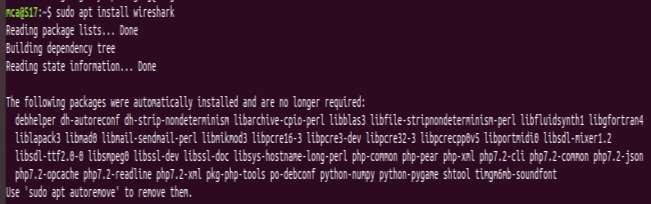 mca@S17:~$ sudo apt install wireshark
Reading package lists... Done
Building dependency tree
Reading state information... Done
The following packages were automatically installed and are no longer required:
debhelper dh-autoreconf dh-strip-nondeterminism libarchive-cpio-perl libblas3 libfile-stripnondeterminism-perl libfluidsynth1 libgfortran4
liblapack3 libmad0 libmail-sendmail-perl libmikmod3 libpcre16-3 libpcre3-dev libpcre32-3 libpcrecpp0v5 libportmidi0 libsdl-mixer1.2
libsdl-ttf2.0-0 libsmpeg0 libssl-dev libssl-doc libsys-hostname-long-perl php-common php-pear php-xml php7.2-cli php7.2-common php7.2-json
php7.2-opcache php7.2-readline php7.2-xml pkg-php-tools po-debconf python-numpy python-pygame shtool timgm6mb-soundfont
Use 'sudo apt autoremove' to remove them.